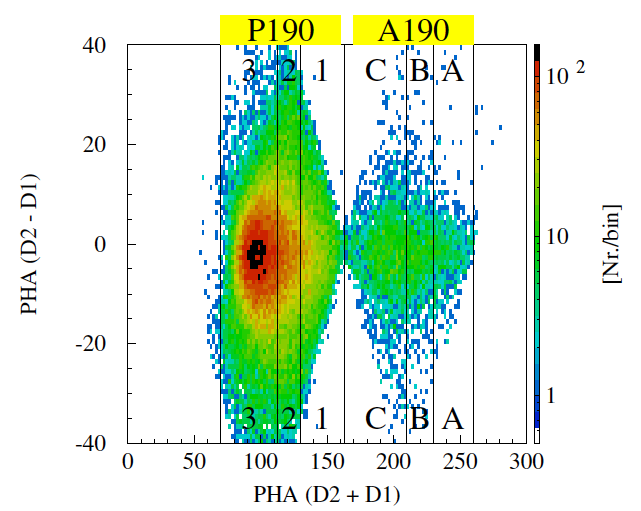 P190 A190
40
3 2 1 C B A
10 2
20
PHA (D2 - D1)
0
10
[Nr./bin]
-20
1
3 2 1 C B A
-40
0 50 100 150 200 250 300
PHA (D2 + D1)